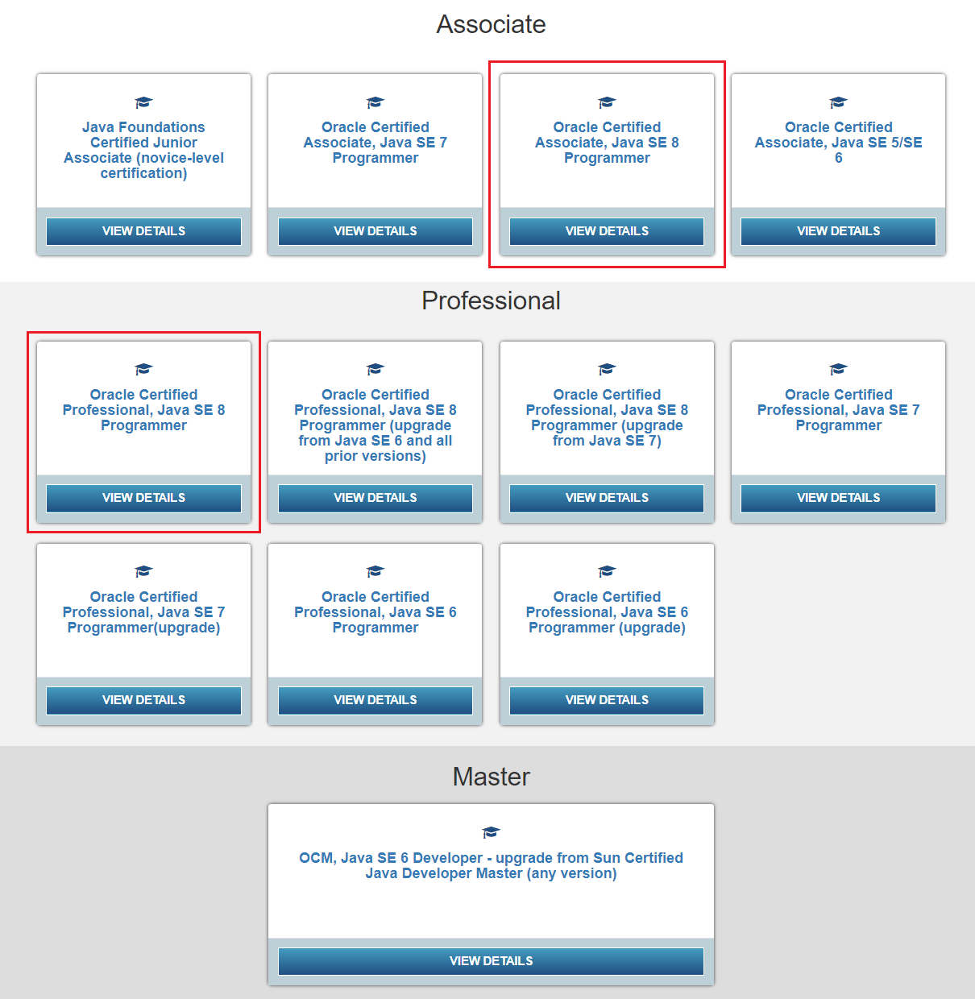 Associate
Java Foundations
Certified Junior
Associate (novice-level
certification)
VIEW DETAILS
Oracle Certified
Associate, Java SE 7
Programmer
VIEW DETAILS
Oracle Certified
Associate, Java SE 8
Programmer
VIEW DETAILS
Oracle Certified
Associate, Java SE 5/SE
6
VIEW DETAILS
Professional
Oracle Certified
Professional, Java SE 8
Programmer
VIEW DETAILS
Oracle Certified
Professional, Java SE 8
Programmer (upgrade
from Java SE 6 and all
prior versions)
VIEW DETAILS
Oracle Certified
Professional, Java SE 8
Programmer (upgrade
from Java SE 7)
VIEW DETAILS
Oracle Certified
Professional, Java SE 7
Programmer
VIEW DETAILS
Oracle Certified
Professional, Java SE 7
Programmer(upgrade)
VIEW DETAILS
Oracle Certified
Professional, Java SE 6
Programmer
VIEW DETAILS
Oracle Certified
Professional, Java SE 6
Programmer (upgrade)
VIEW DETAILS
Master
OCM, Java SE 6 Developer - upgrade from Sun Certified
Java Developer Master (any version)
VIEW DETAILS